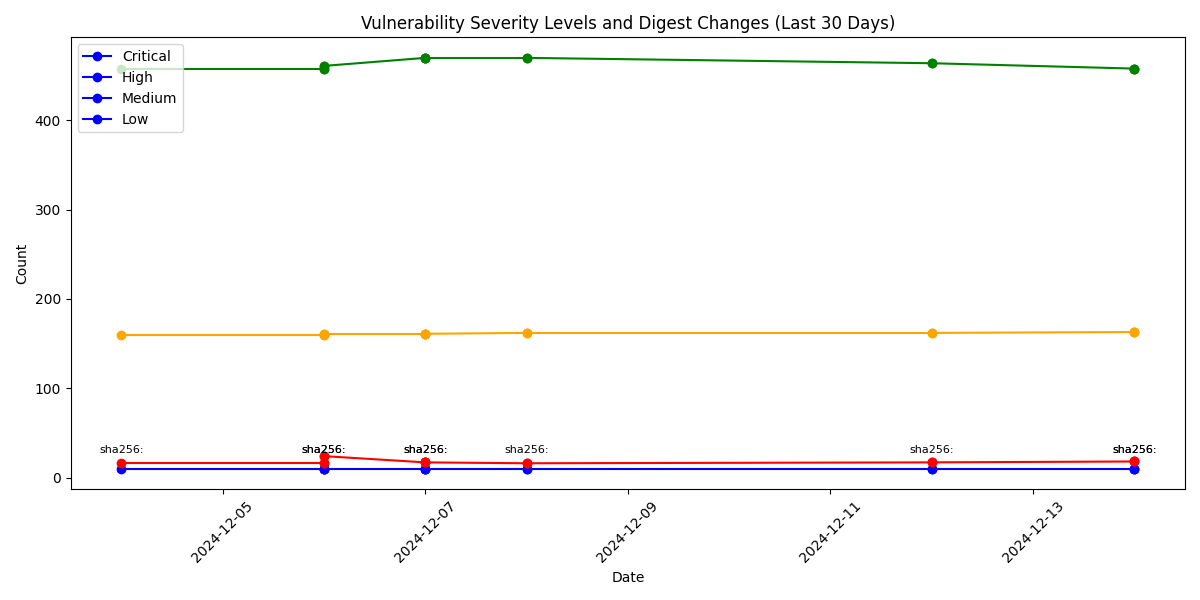 Vulnerability Severity Levels and Digest Changes (Last 30 Days)
Critical
High
Medium
Low
Count
400
300
200
100
0
sha256:
sha256:
sha256:
sha256:
sha256:
sha256:
2024-12-05
2024-12-07
2024-12-09
2024-12-11
2024-12-13
Date